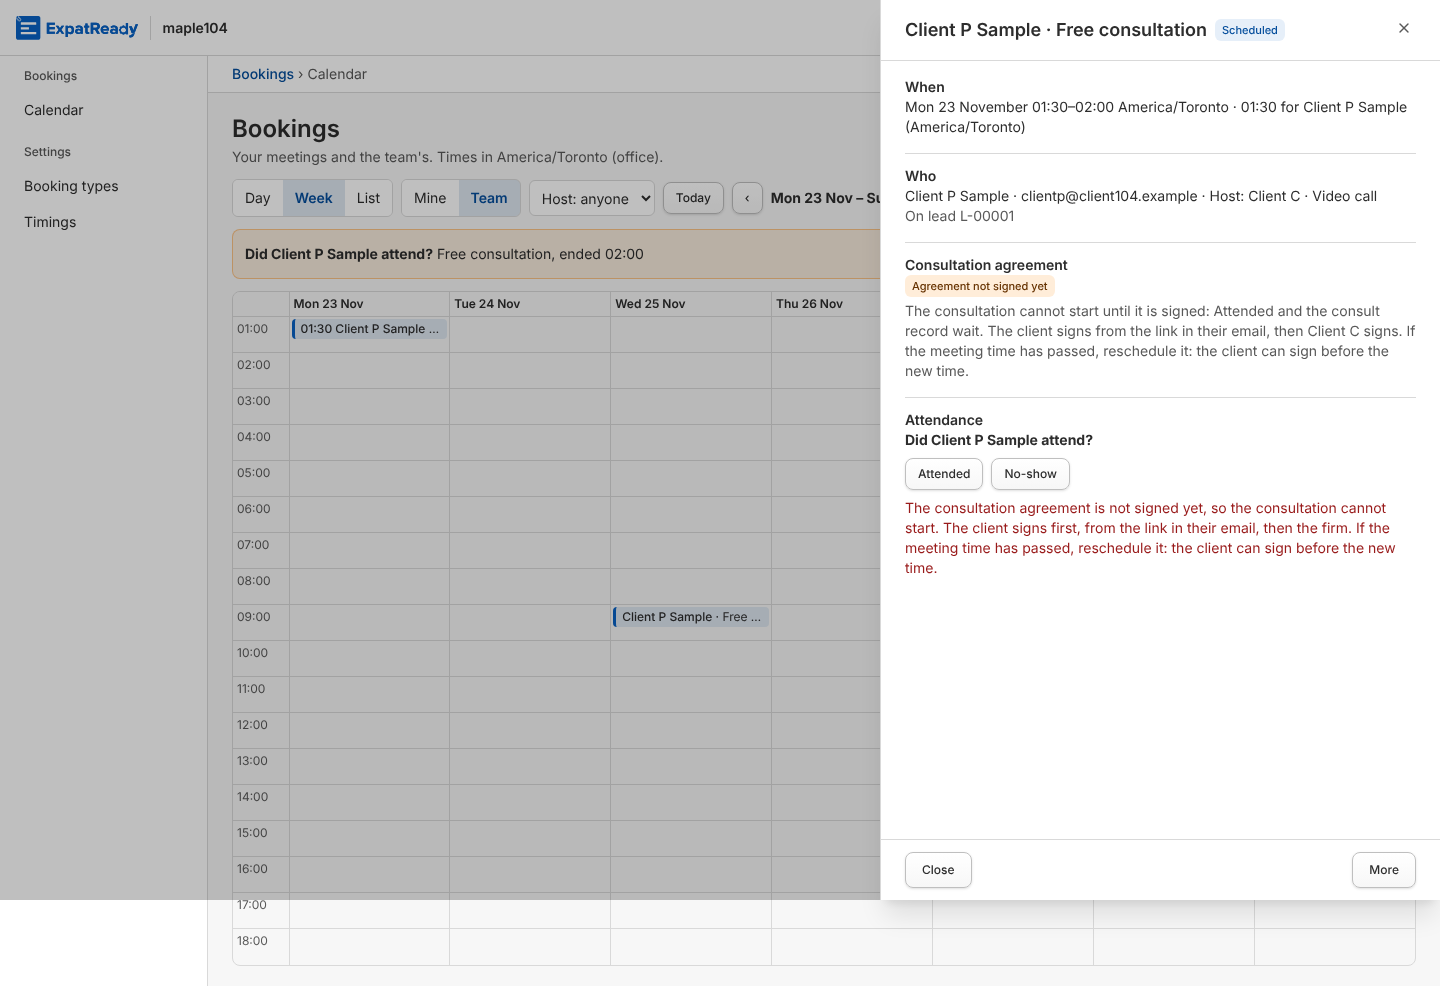 ExpatReady
maple104
Bookings
Calendar
Settings
Booking types
Timings
Bookings › Calendar
Bookings
Your meetings and the team's. Times in America/Toronto (office).
Day Week List Mine Team Host: anyone Today ‹ Mon 23 Nov – Su
Did Client P Sample attend? Free consultation, ended 02:00
Mon 23 Nov Tue 24 Nov Wed 25 Nov Thu 26 Nov
01:00 01:30 Client P Sample ...
02:00
03:00
04:00
05:00
06:00
07:00
08:00
09:00 Client P Sample · Free ...
10:00
11:00
12:00
13:00
14:00
15:00
16:00
17:00
18:00
Client P Sample · Free consultation Scheduled
When
Mon 23 November 01:30–02:00 America/Toronto · 01:30 for Client P Sample
(America/Toronto)
Who
Client P Sample · clientp@client104.example · Host: Client C · Video call
On lead L-00001
Consultation agreement
Agreement not signed yet
The consultation cannot start until it is signed: Attended and the consult
record wait. The client signs from the link in their email, then Client C signs. If
the meeting time has passed, reschedule it: the client can sign before the
new time.
Attendance
Did Client P Sample attend?
Attended No-show
The consultation agreement is not signed yet, so the consultation cannot
start. The client signs first, from the link in their email, then the firm. If the
meeting time has passed, reschedule it: the client can sign before the new
time.
Close More